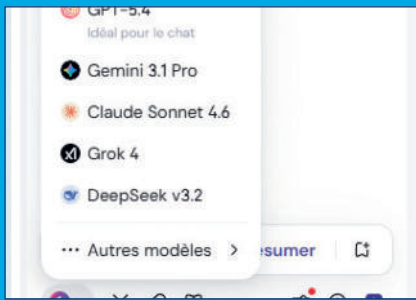 GPT-5.4
Idéal pour le chat
Gemini 3.1 Pro
Claude Sonnet 4.6
Grok 4
DeepSeek v3.2
Autres modèles
sumer